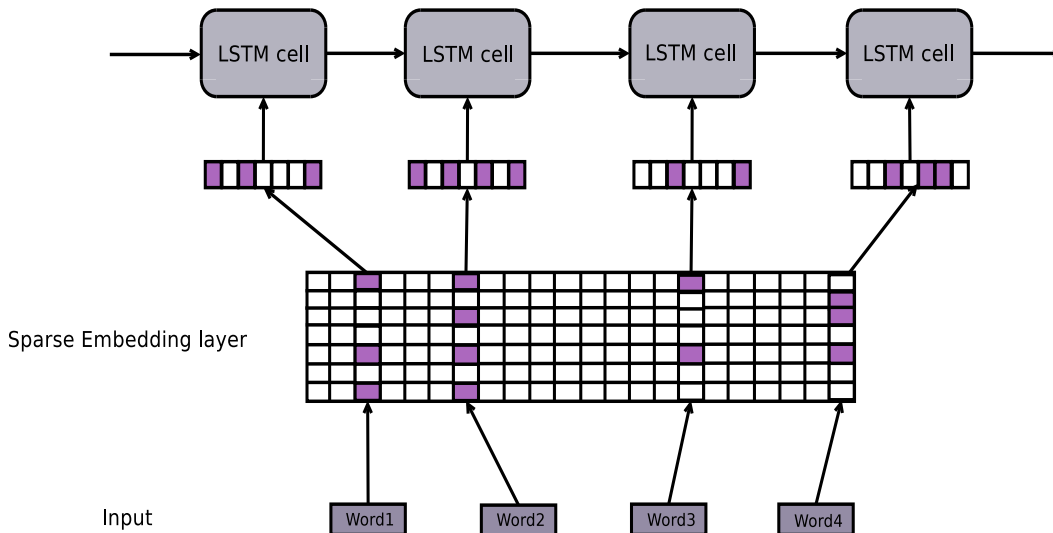 LSTM cell
LSTM cell
LSTM cell
LSTM cell
Sparse Embedding layer
Input
Word1
Word2
Word3
Word4